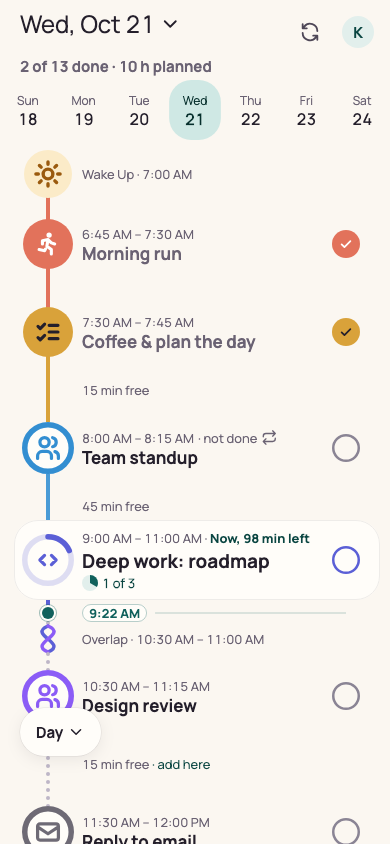 Wed, Oct 21
K
2 of 13 done · 10 h planned
Sun Mon Tue Wed Thu Fri Sat
18 19 20 21 22 23 24
Wake Up · 7:00 AM
6:45 AM – 7:30 AM
Morning run
7:30 AM – 7:45 AM
Coffee & plan the day
15 min free
8:00 AM – 8:15 AM · not done
Team standup
45 min free
9:00 AM – 11:00 AM · Now, 98 min left
Deep work: roadmap
1 of 3
9:22 AM
Overlap · 10:30 AM – 11:00 AM
10:30 AM – 11:15 AM
Design review
Day
15 min free · add here
11:30 AM – 12:00 PM
Reply to email